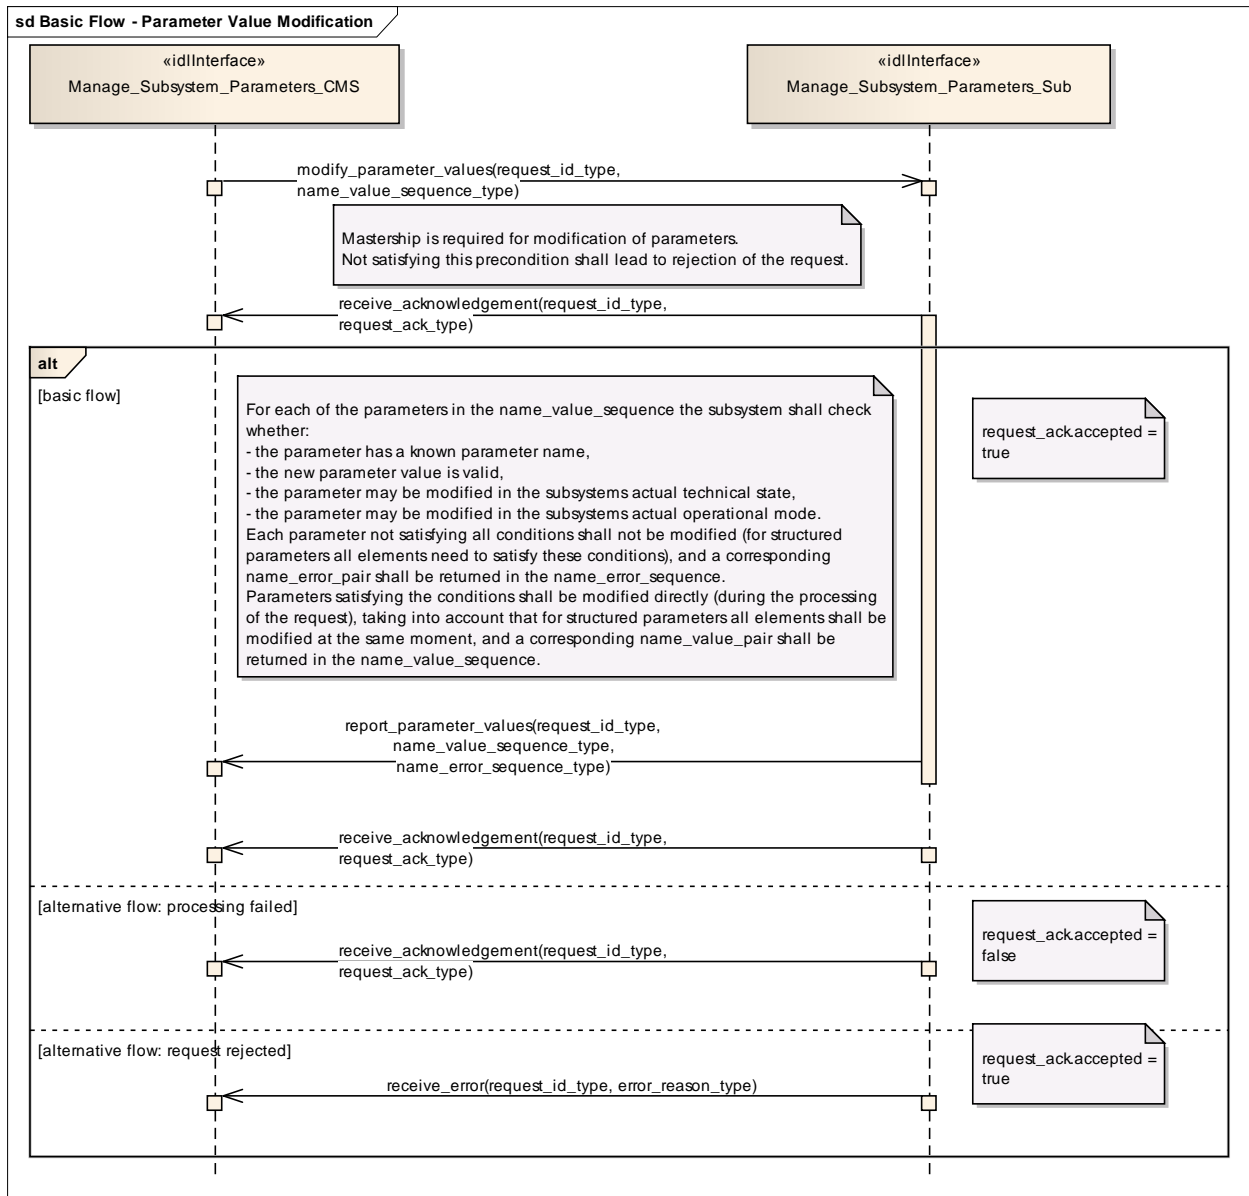 sd Basic Flow - Parameter Value Modification
«idlInterface»
Manage_Subsystem_Parameters_CMS
«idlInterface»
Manage_Subsystem_Parameters_Sub
modify_parameter_values(request_id_type,
name_value_sequence_type)
Mastership is required for modification of parameters.
Not satisfying this precondition shall lead to rejection of the request.
receive_acknowledgement(request_id_type,
request_ack_type)
alt
[basic flow]
For each of the parameters in the name_value_sequence the subsystem shall check
whether:
- the parameter has a known parameter name,
- the new parameter value is valid,
- the parameter may be modified in the subsystems actual technical state,
- the parameter may be modified in the subsystems actual operational mode.
Each parameter not satisfying all conditions shall not be modified (for structured
parameters all elements need to satisfy these conditions), and a corresponding
name_error_pair shall be returned in the name_error_sequence.
Parameters satisfying the conditions shall be modified directly (during the processing
of the request), taking into account that for structured parameters all elements shall be
modified at the same moment, and a corresponding name_value_pair shall be
returned in the name_value_sequence.
request_ack.accepted =
true
report_parameter_values(request_id_type,
name_value_sequence_type,
name_error_sequence_type)
receive_acknowledgement(request_id_type,
request_ack_type)
[alternative flow: processing failed]
request_ack.accepted =
false
receive_acknowledgement(request_id_type,
request_ack_type)
[alternative flow: request rejected]
request_ack.accepted =
true
receive_error(request_id_type, error_reason_type)